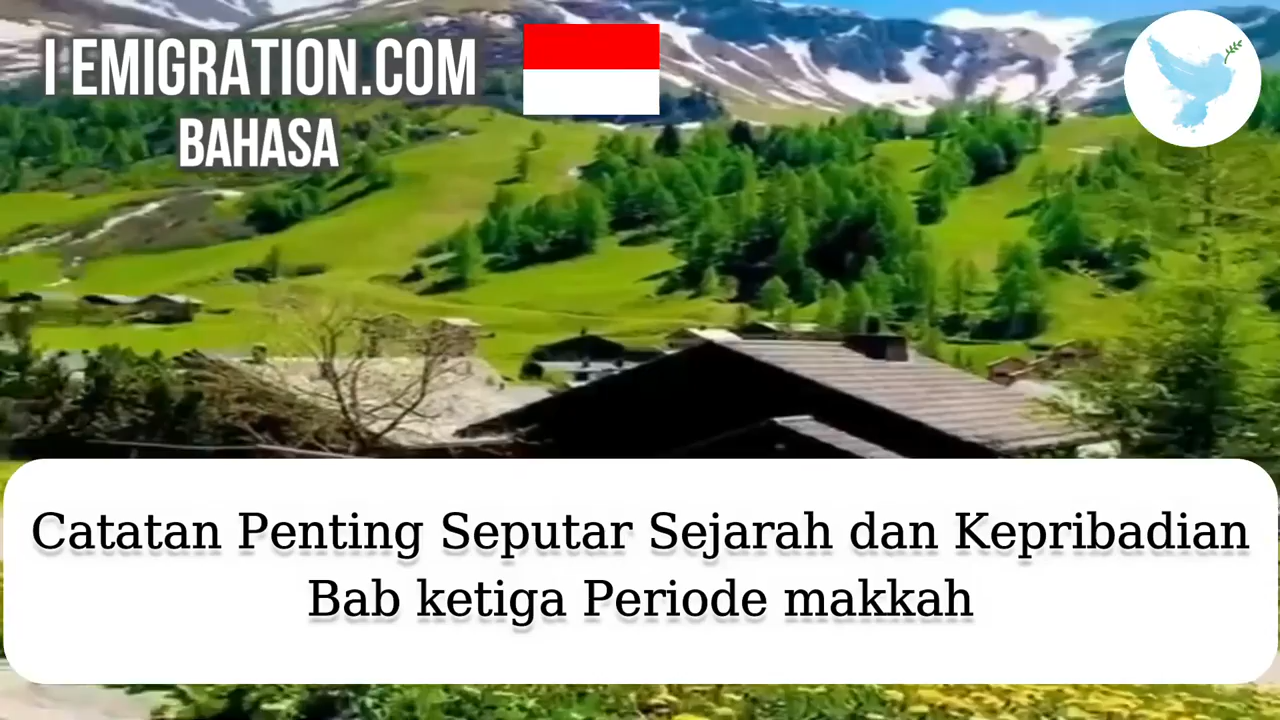 I EMIGRATION.COM
BAHASA
Catatan Penting Seputar Sejarah dan Kepribadian
Bab ketiga Periode makkah